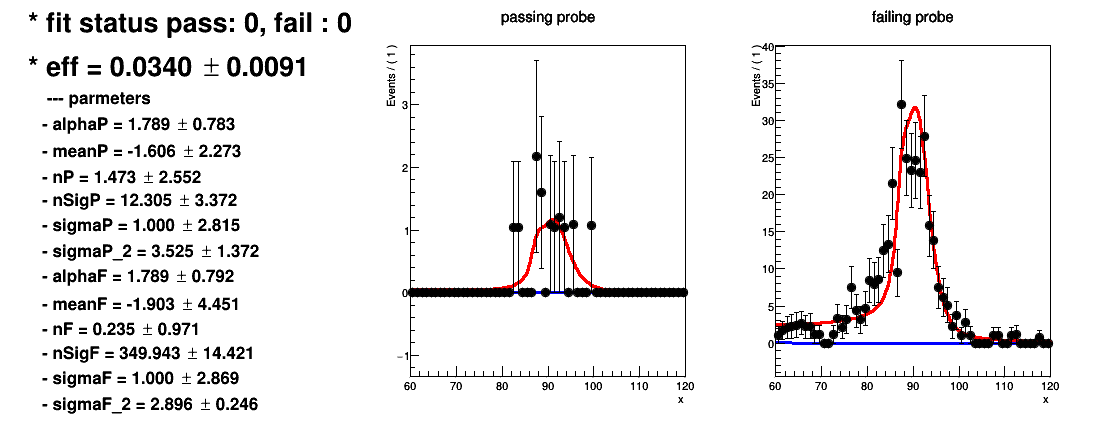 * fit status pass: 0, fail : 0
* eff = 0.0340 ± 0.0091
--- parmeters
- alphaP = 1.789 ± 0.783
- meanP = -1.606 ± 2.273
- nP = 1.473 ± 2.552
- nSigP = 12.305 ± 3.372
- sigmaP = 1.000 ± 2.815
- sigmaP_2 = 3.525 ± 1.372
- alphaF = 1.789 ± 0.792
- meanF = -1.903 ± 4.451
- nF = 0.235 ± 0.971
- nSigF = 349.943 ± 14.421
- sigmaF = 1.000 ± 2.869
- sigmaF_2 = 2.896 ± 0.246
passing probe
Events / ( 1 )
3
2
1
0
−1
60 70 80 90 100 110 120
x
failing probe
Events / ( 1 )
40
35
30
25
20
15
10
5
0
60 70 80 90 100 110 120
x